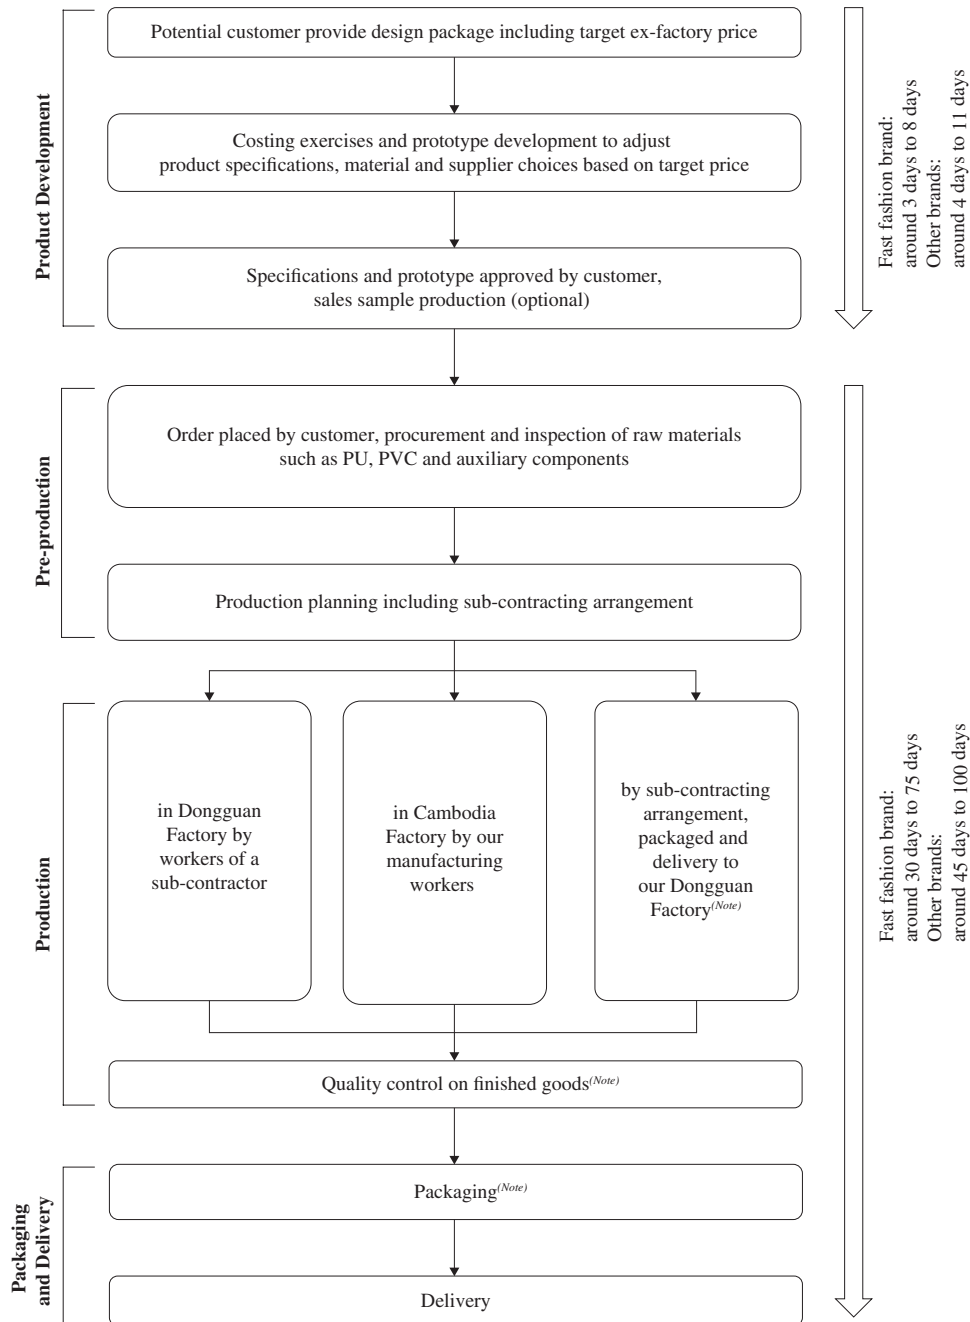 Potential customer provide design package including target ex-factory price
Product Development
Costing exercises and prototype development to adjust
product specifications, material and supplier choices based on target price
Specifications and prototype approved by customer,
sales sample production (optional)
Fast fashion brand:
around 3 days to 8 days
Other brands:
around 4 days to 11 days
Pre-production
Order placed by customer, procurement and inspection of raw materials
such as PU, PVC and auxiliary components
Production planning including sub-contracting arrangement
Production
in Dongguan
Factory by
workers of a
sub-contractor
in Cambodia
Factory by our
manufacturing
workers
by sub-contracting
arrangement,
packaged and
delivery to
our Dongguan
Factory(Note)
Fast fashion brand:
around 30 days to 75 days
Other brands:
around 45 days to 100 days
Quality control on finished goods(Note)
Packaging
and Delivery
Packaging(Note)
Delivery